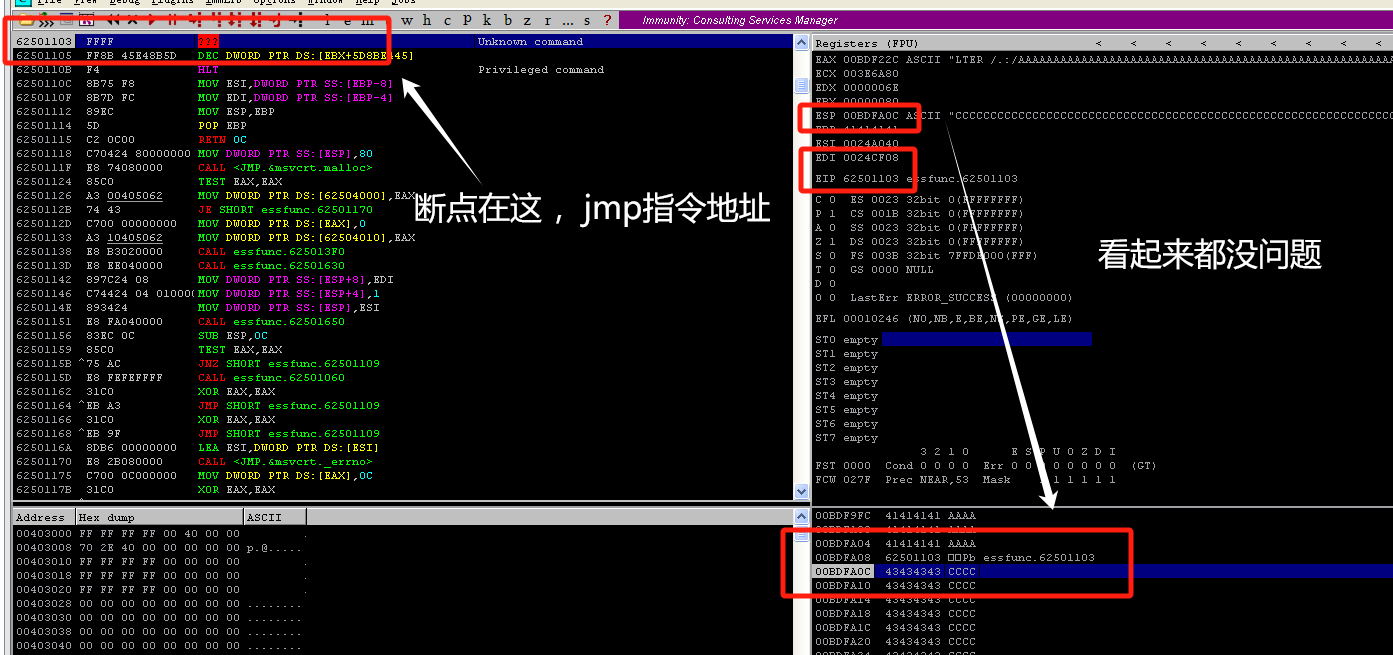 File View Debug Plugins ImmLib Options Window Help Jobs
l e m w h c P k b z r ... s ?
Immunity: Consulting Services Manager
62501103 FFFF ??? Unknown command
62501105 FF8B 45E48B5D DEC DWORD PTR DS:[EBX+5D8BE445]
6250110B F4 HLT Privileged command
6250110C 8B75 F8 MOV ESI,DWORD PTR SS:[EBP-8]
6250110F 8B7D FC MOV EDI,DWORD PTR SS:[EBP-4]
62501112 89EC MOV ESP,EBP
62501114 5D POP EBP
62501115 C2 0C00 RETN 0C
62501118 C70424 80000000 MOV DWORD PTR SS:[ESP],80
6250111F E8 74080000 CALL <JMP.&msvcrt.malloc>
62501124 85C0 TEST EAX,EAX
62501126 A3 00405062 MOV DWORD PTR DS:[62504000],EAX
6250112B 74 43 JE SHORT essfunc.62501170
6250112D C700 00000000 MOV DWORD PTR DS:[EAX],0
62501133 A3 10405062 MOV DWORD PTR DS:[62504010],EAX
62501138 E8 B3020000 CALL essfunc.625013F0
6250113D E8 EE040000 CALL essfunc.62501630
62501142 897C24 08 MOV DWORD PTR SS:[ESP+8],EDI
62501146 C74424 04 010000 MOV DWORD PTR SS:[ESP+4],1
6250114E 893424 MOV DWORD PTR SS:[ESP],ESI
62501151 E8 FA040000 CALL essfunc.62501650
62501156 83EC 0C SUB ESP,0C
62501159 85C0 TEST EAX,EAX
6250115B ^75 AC JNZ SHORT essfunc.62501109
6250115D E8 FEFEFFFF CALL essfunc.62501060
62501162 31C0 XOR EAX,EAX
62501164 ^EB A3 JMP SHORT essfunc.62501109
62501166 31C0 XOR EAX,EAX
62501168 ^EB 9F JMP SHORT essfunc.62501109
6250116A 8DB6 00000000 LEA ESI,DWORD PTR DS:[ESI]
62501170 E8 2B080000 CALL <JMP.&msvcrt._errno>
62501175 C700 0C000000 MOV DWORD PTR DS:[EAX],0C
6250117B 31C0 XOR EAX,EAX
断点在这，jmp指令地址
Registers (FPU) < < < < < < < < <
EAX 00BDF22C ASCII "LTER /.:/AAAAAAAAAAAAAAAAAAAAAAAAAAAAAAAAAAAAAAAAAAAA
ECX 003E6A80
EDX 0000006E
EBX 00000080
ESP 00BDFA0C ASCII "CCCCCCCCCCCCCCCCCCCCCCCCCCCCCCCCCCCCCCCCCCCCCCCCCCCCC
EBP 41414141
ESI 0024A040
EDI 0024CF08
EIP 62501103 essfunc.62501103
C 0 ES 0023 32bit 0(FFFFFFFF)
P 1 CS 001B 32bit 0(FFFFFFFF)
A 0 SS 0023 32bit 0(FFFFFFFF)
Z 1 DS 0023 32bit 0(FFFFFFFF)
S 0 FS 003B 32bit 7FFDE000(FFF)
T 0 GS 0000 NULL
D 0
O 0 LastErr ERROR_SUCCESS (00000000)
EFL 00010246 (NO,NB,E,BE,NS,PE,GE,LE)
ST0 empty
ST1 empty
ST2 empty
ST3 empty
ST4 empty
ST5 empty
ST6 empty
ST7 empty
3 2 1 0 E S P U O Z D I
FST 0000 Cond 0 0 0 0 Err 0 0 0 0 0 0 0 0 (GT)
FCW 027F Prec NEAR,53 Mask 1 1 1 1 1
看起来都没问题
Address Hex dump ASCII
00403000 FF FF FF FF 00 40 00 00
00403008 70 2E 40 00 00 00 00 00 p.@.....
00403010 FF FF FF FF 00 00 00 00
00403018 FF FF FF FF 00 00 00 00
00403020 FF FF FF FF 00 00 00 00
00403028 00 00 00 00 00 00 00 00 ........
00403030 00 00 00 00 00 00 00 00 ........
00403038 00 00 00 00 00 00 00 00 ........
00403040 00 00 00 00 00 00 00 00 ........
00BDF9FC 41414141 AAAA
00BDFA04 41414141 AAAA
00BDFA08 62501103 Pb essfunc.62501103
00BDFA0C 43434343 CCCC
00BDFA10 43434343 CCCC
00BDFA14 43434343 CCCC
00BDFA18 43434343 CCCC
00BDFA1C 43434343 CCCC
00BDFA20 43434343 CCCC